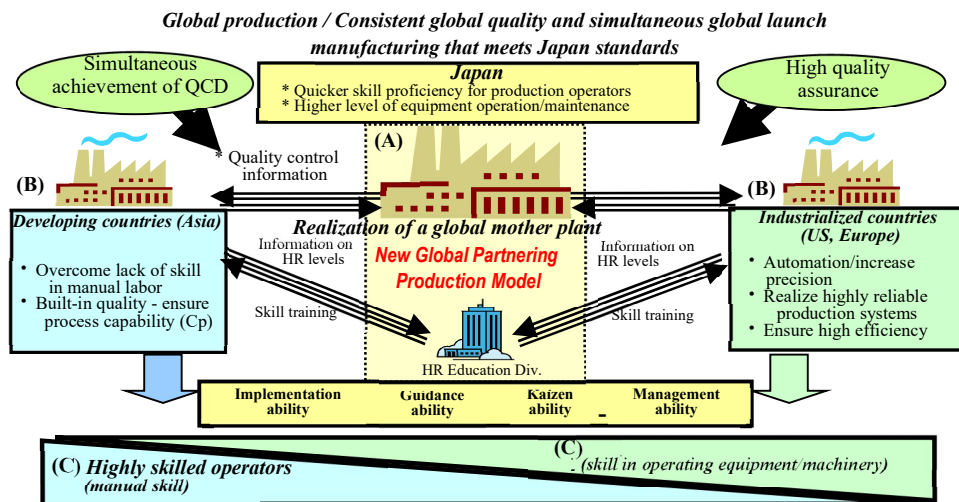 Global production / Consistent global quality and simultaneous global launch
manufacturing that meets Japan standards
Simultaneous
achievement of QCD
Japan
* Quicker skill proficiency for production operators
* Higher level of equipment operation/maintenance
High quality
assurance
(A)
* Quality control
information
(B)
(B)
Developing countries (Asia)
• Overcome lack of skill
in manual labor
• Built-in quality - ensure
process capability (Cp)
Realization of a global mother plant
New Global Partnering
Production Model
Information on
HR levels
Skill training
Information on
HR levels
Skill training
HR Education Div.
Industrialized countries
(US, Europe)
• Automation/increase
precision
• Realize highly reliable
production systems
• Ensure high efficiency
Implementation
ability
Guidance
ability
Kaizen
ability
Management
ability
(C)
(skill in operating equipment/machinery)
(C) Highly skilled operators
(manual skill)